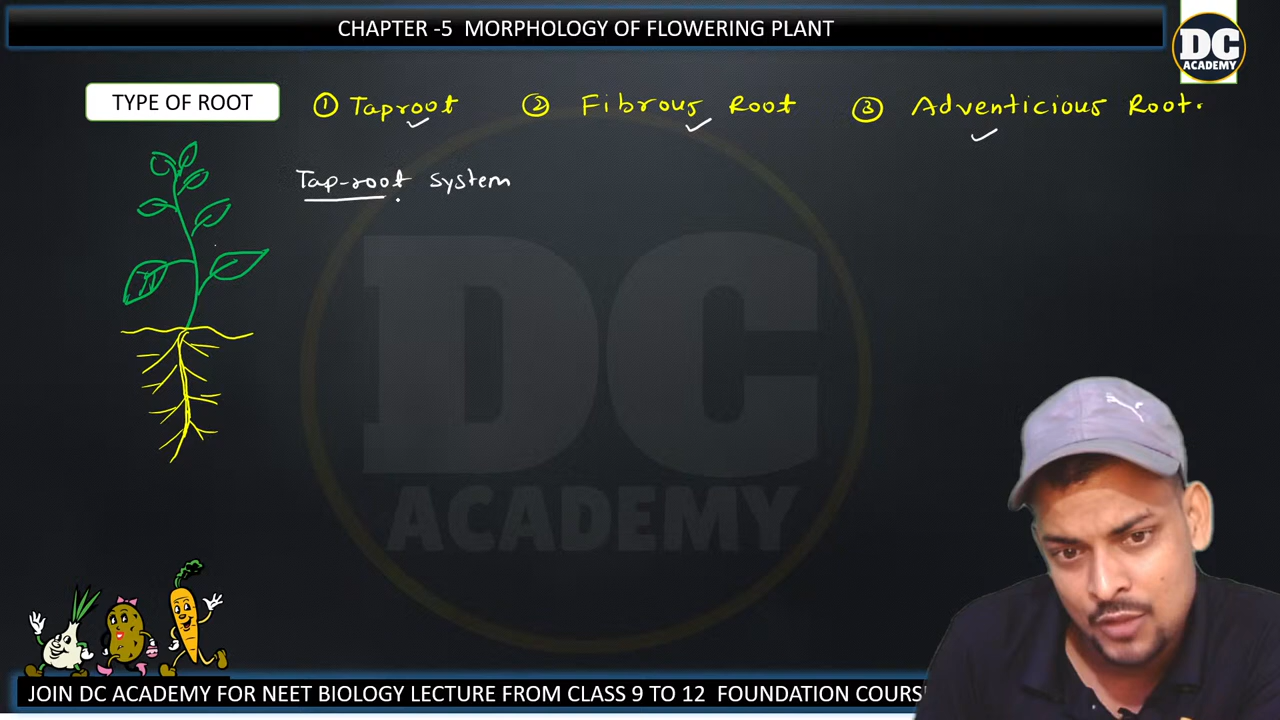 CHAPTER -5 MORPHOLOGY OF FLOWERING PLANT
DC
ACADEMY
TYPE OF ROOT
① Taproot ② Fibrous Root ③ Adventicious Root.
Tap-root system
DC
ACADEMY
JOIN DC ACADEMY FOR NEET BIOLOGY LECTURE FROM CLASS 9 TO 12 FOUNDATION COURS